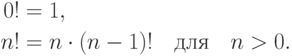 0! = 1,
n! = n · (n − 1)! для n > 0.